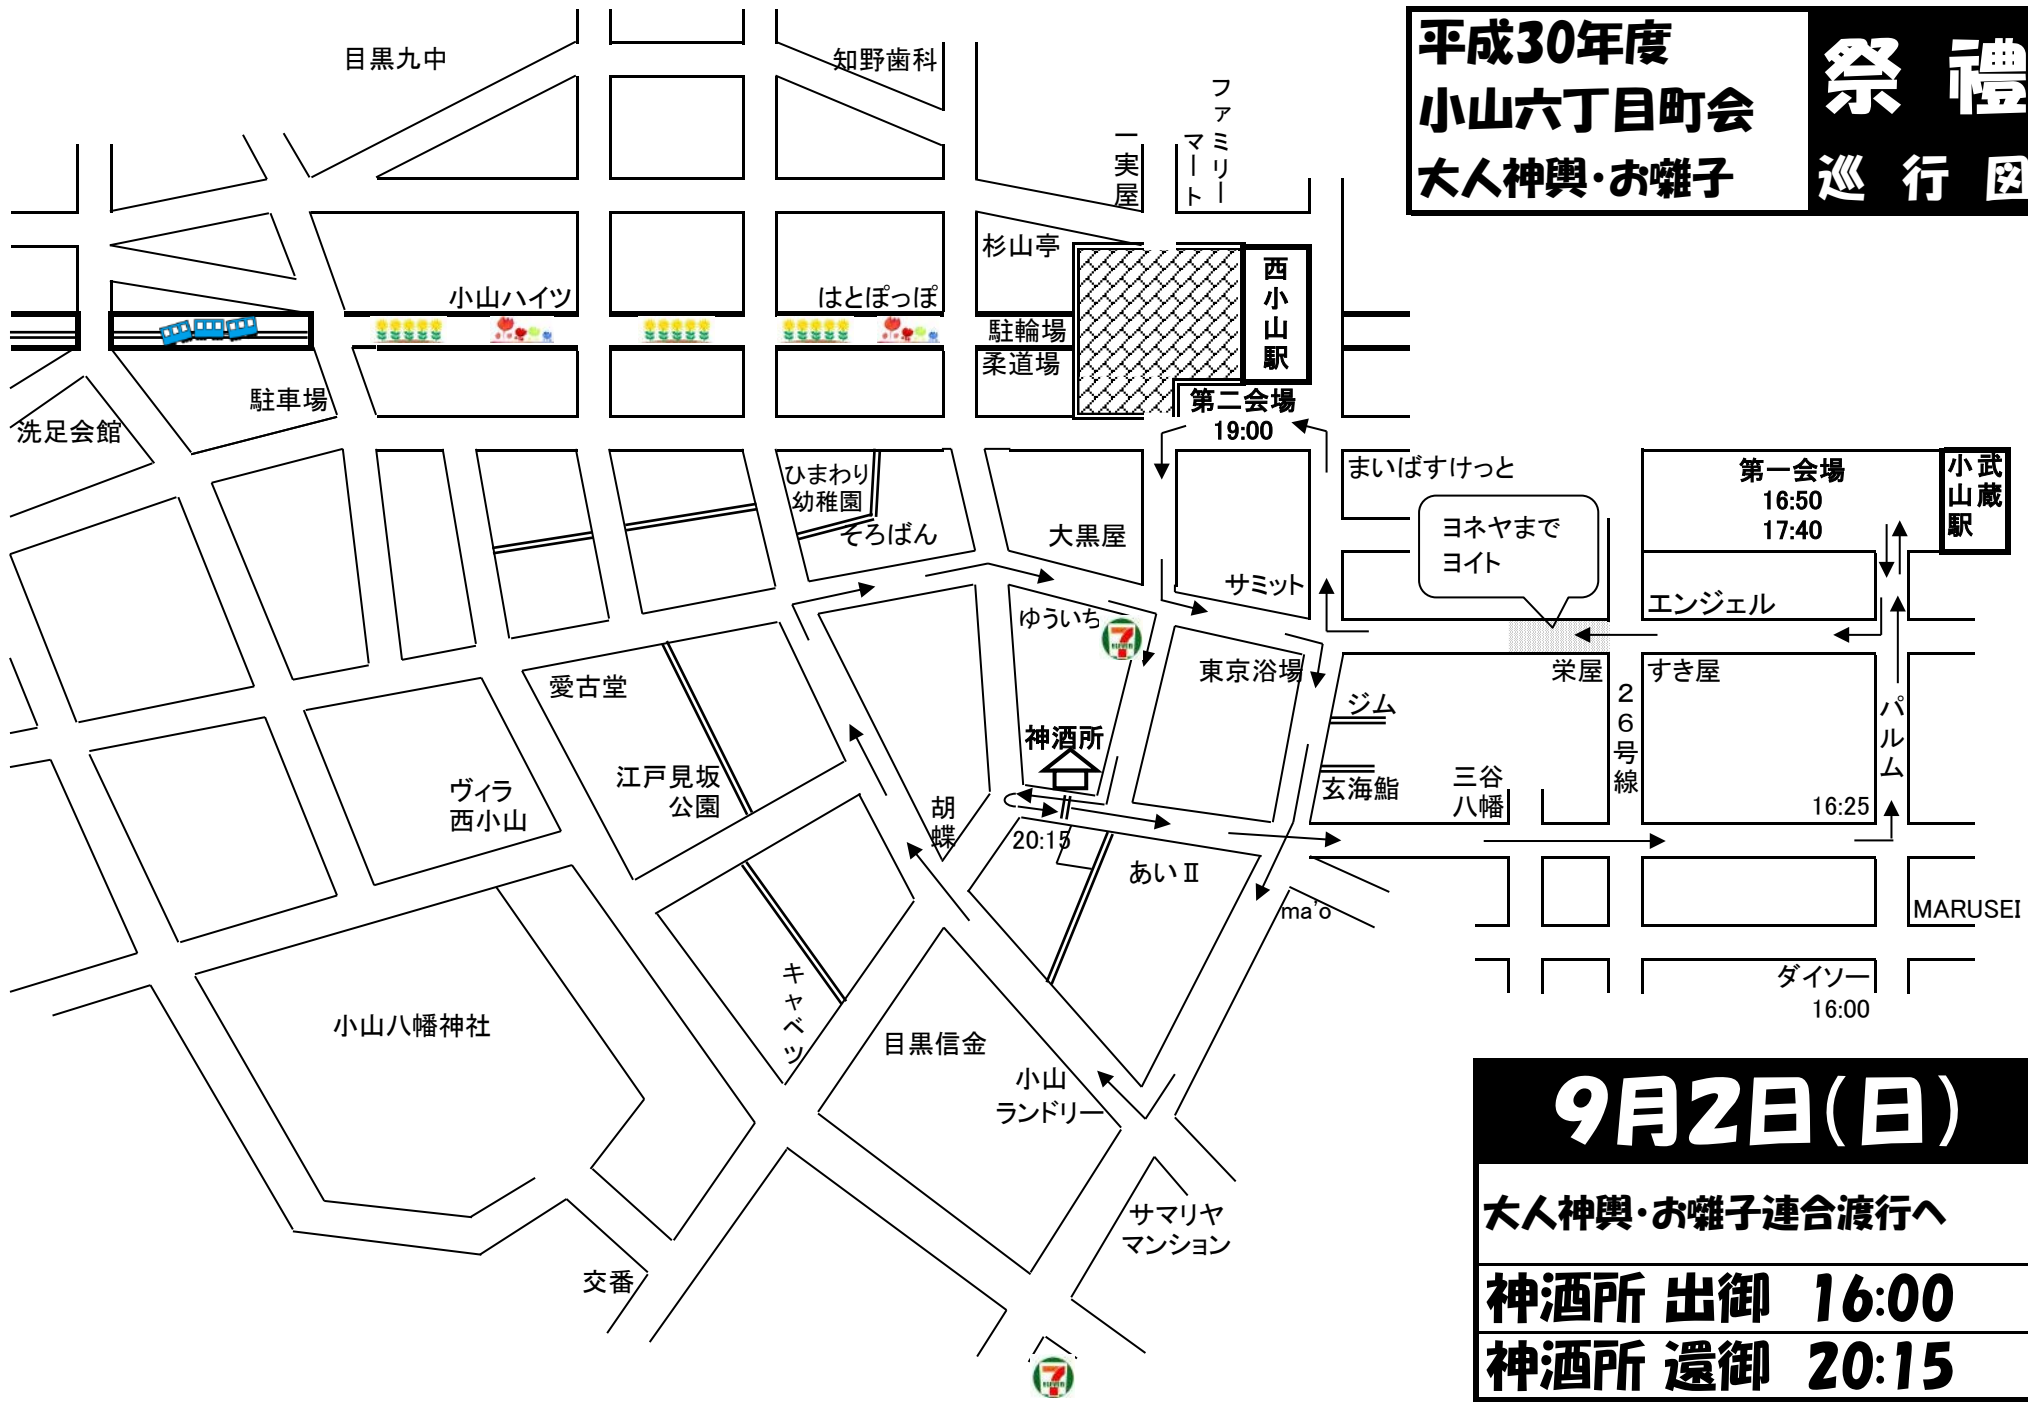 平成30年度
小山六丁目町会
大人神輿・お囃子
祭 禮
巡 行 図
目黒九中
知野歯科
ファミリー
マート
一実屋
杉山亭
西小山駅
小山ハイツ
はとぽっぽ
駐輪場
柔道場
駐車場
洗足会館
第二会場
19:00
まいばすけっと
ひまわり
幼稚園
そろばん
大黒屋
サミット
ヨネヤまで
ヨイト
第一会場
16:50
17:40
武蔵
小山駅
エンジェル
ゆういち
7
ELEVEN
東京浴場
栄屋
すき屋
26号線
パルム
愛古堂
ジム
神酒所
江戸見坂
公園
ヴィラ
西小山
胡蝶
20:15
玄海鮨
三谷
八幡
16:25
あいⅡ
ma'o
MARUSEI
ダイソー
16:00
キャベツ
小山八幡神社
目黒信金
小山
ランドリー
サマリヤ
マンション
交番
7
ELEVEN
9月2日(日)
大人神輿・お囃子連合渡行へ
神酒所 出御 16:00
神酒所 還御 20:15